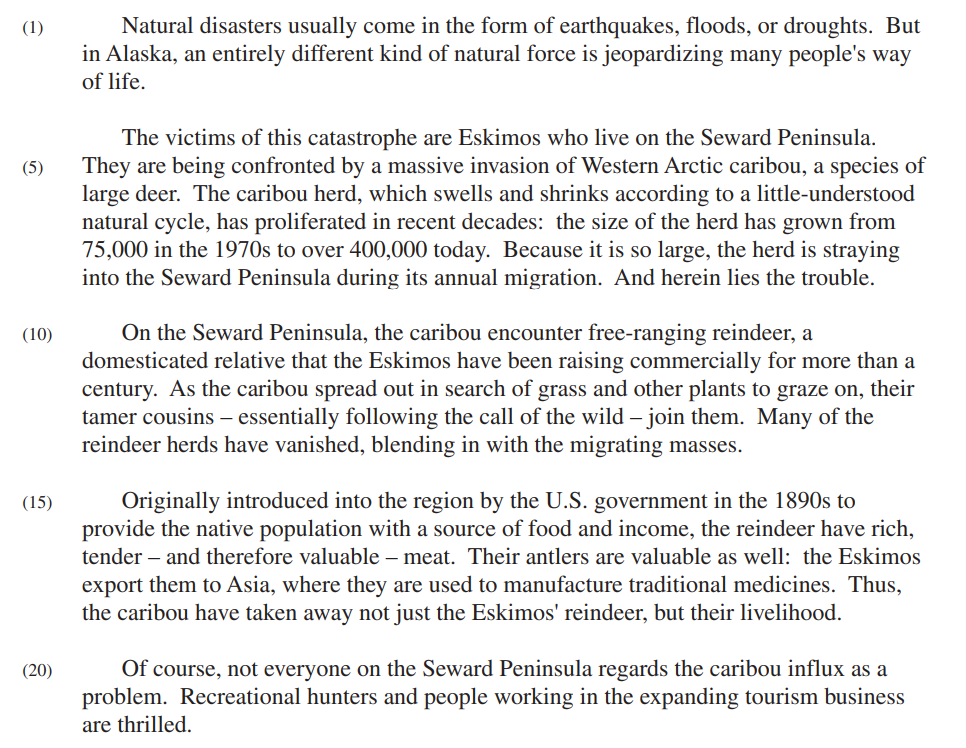 (1) Natural disasters usually come in the form of earthquakes, floods, or droughts. But
in Alaska, an entirely different kind of natural force is jeopardizing many people's way
of life.
The victims of this catastrophe are Eskimos who live on the Seward Peninsula.
(5) They are being confronted by a massive invasion of Western Arctic caribou, a species of
large deer. The caribou herd, which swells and shrinks according to a little-understood
natural cycle, has proliferated in recent decades: the size of the herd has grown from
75,000 in the 1970s to over 400,000 today. Because it is so large, the herd is straying
into the Seward Peninsula during its annual migration. And herein lies the trouble.
(10) On the Seward Peninsula, the caribou encounter free-ranging reindeer, a
domesticated relative that the Eskimos have been raising commercially for more than a
century. As the caribou spread out in search of grass and other plants to graze on, their
tamer cousins – essentially following the call of the wild – join them. Many of the
reindeer herds have vanished, blending in with the migrating masses.
(15) Originally introduced into the region by the U.S. government in the 1890s to
provide the native population with a source of food and income, the reindeer have rich,
tender – and therefore valuable – meat. Their antlers are valuable as well: the Eskimos
export them to Asia, where they are used to manufacture traditional medicines. Thus,
the caribou have taken away not just the Eskimos' reindeer, but their livelihood.
(20) Of course, not everyone on the Seward Peninsula regards the caribou influx as a
problem. Recreational hunters and people working in the expanding tourism business
are thrilled.